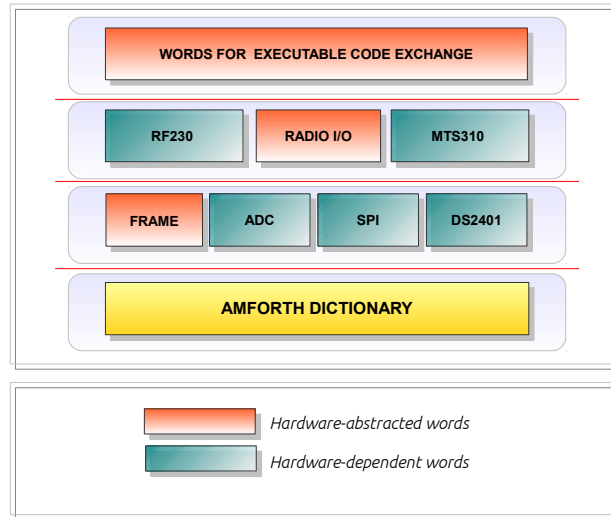 WORDS FOR EXECUTABLE CODE EXCHANGE
RF230 RADIO I/O MTS310
FRAME ADC SPI DS2401
AMFORTH DICTIONARY
Hardware-abstracted words
Hardware-dependent words